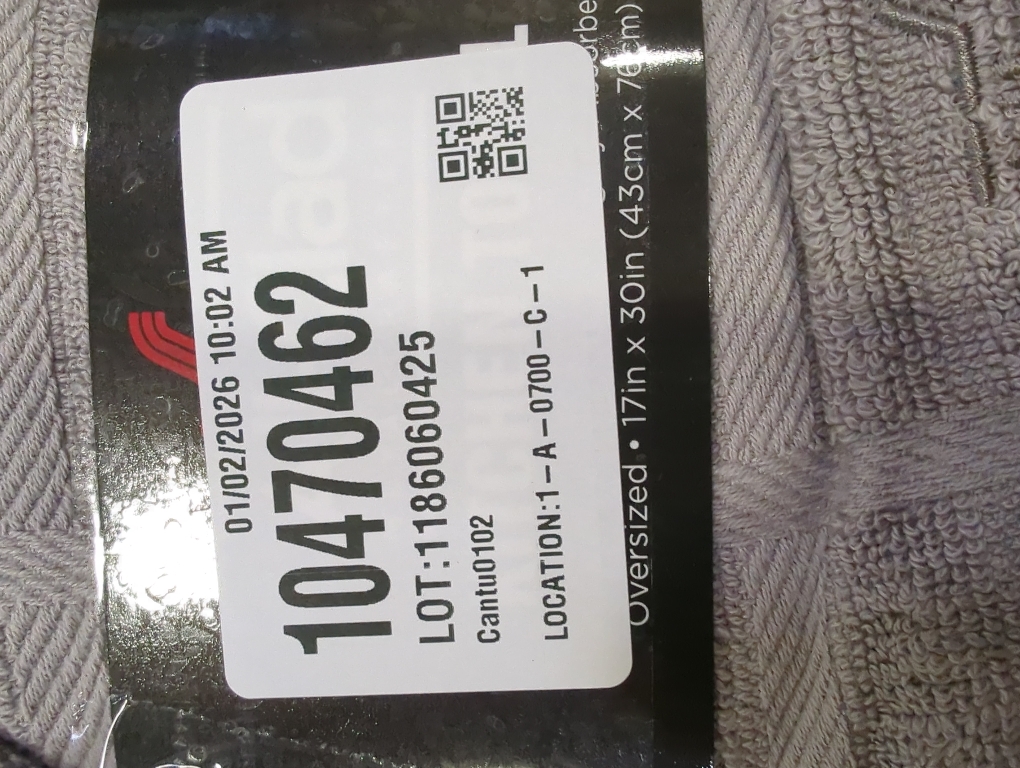 01/02/2026 10:02 AM
10470462
LOT:1186060425
Cantu0102
LOCATION:1-A-0700-C-1
Oversized • 17in x 30in (43cm x 76cm)